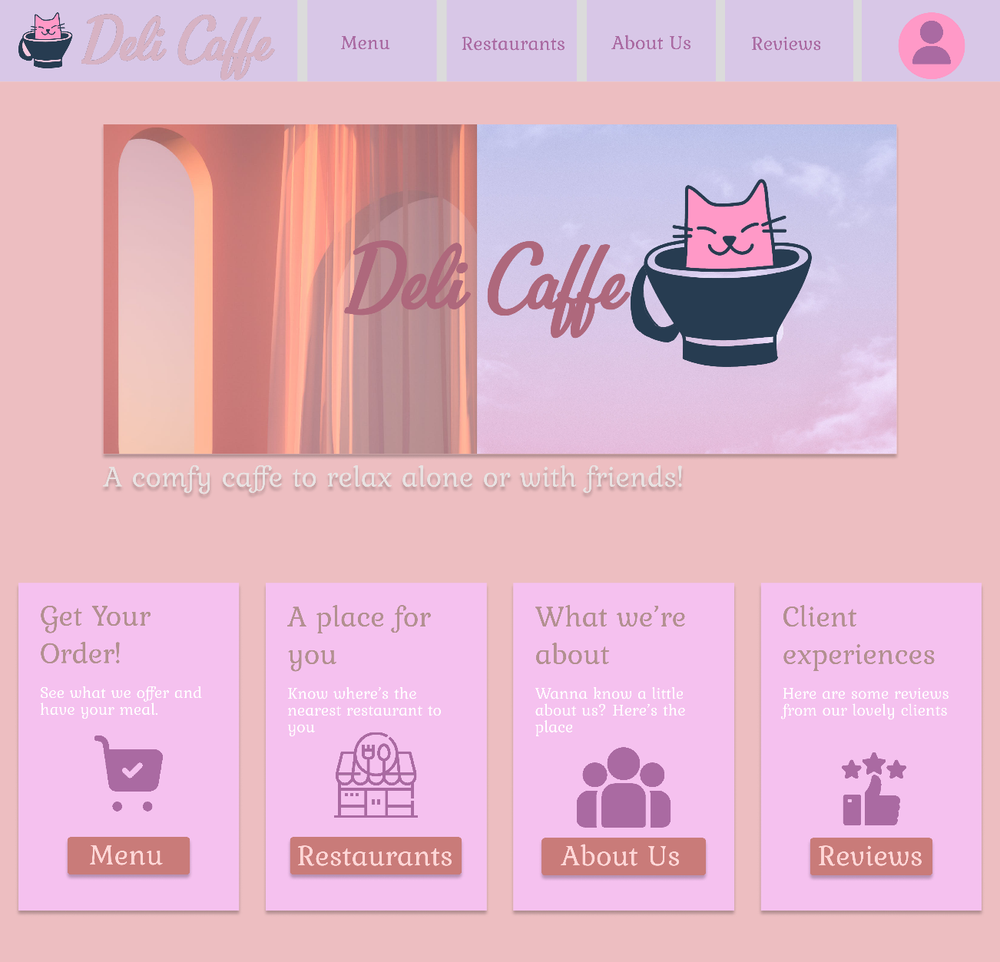 Deli Caffe
Menu
Restaurants
About Us
Reviews
Deli Caffe
A comfy caffe to relax alone or with friends!
Get Your
Order!
See what we offer and
have your meal.
Menu
A place for
you
Know where's the
nearest restaurant to
you
Restaurants
What we're
about
Wanna know a little
about us? Here's the
place
About Us
Client
experiences
Here are some reviews
from our lovely clients
Reviews